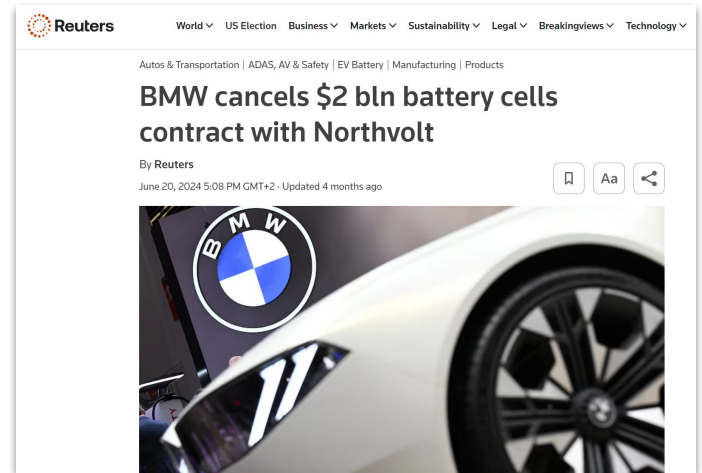 Reuters
World US Election Business Markets Sustainability Legal Breakingviews Technology
Autos & Transportation | ADAS, AV & Safety | EV Battery | Manufacturing | Products
BMW cancels $2 bln battery cells
contract with Northvolt
By Reuters
June 20, 2024 5:08 PM GMT+2 · Updated 4 months ago
Aa
BMW